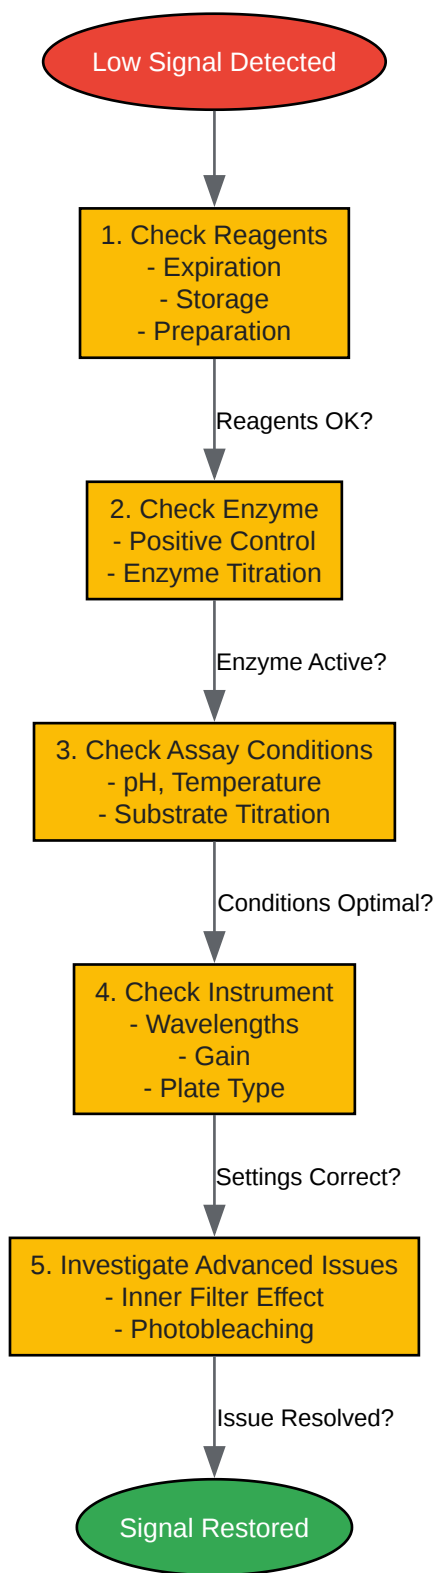 Low Signal Detected
1. Check Reagents
- Expiration
- Storage
- Preparation
Reagents OK?
2. Check Enzyme
- Positive Control
- Enzyme Titration
Enzyme Active?
3. Check Assay Conditions
- pH, Temperature
- Substrate Titration
Conditions Optimal?
4. Check Instrument
- Wavelengths
- Gain
- Plate Type
Settings Correct?
5. Investigate Advanced Issues
- Inner Filter Effect
- Photobleaching
Issue Resolved?
Signal Restored